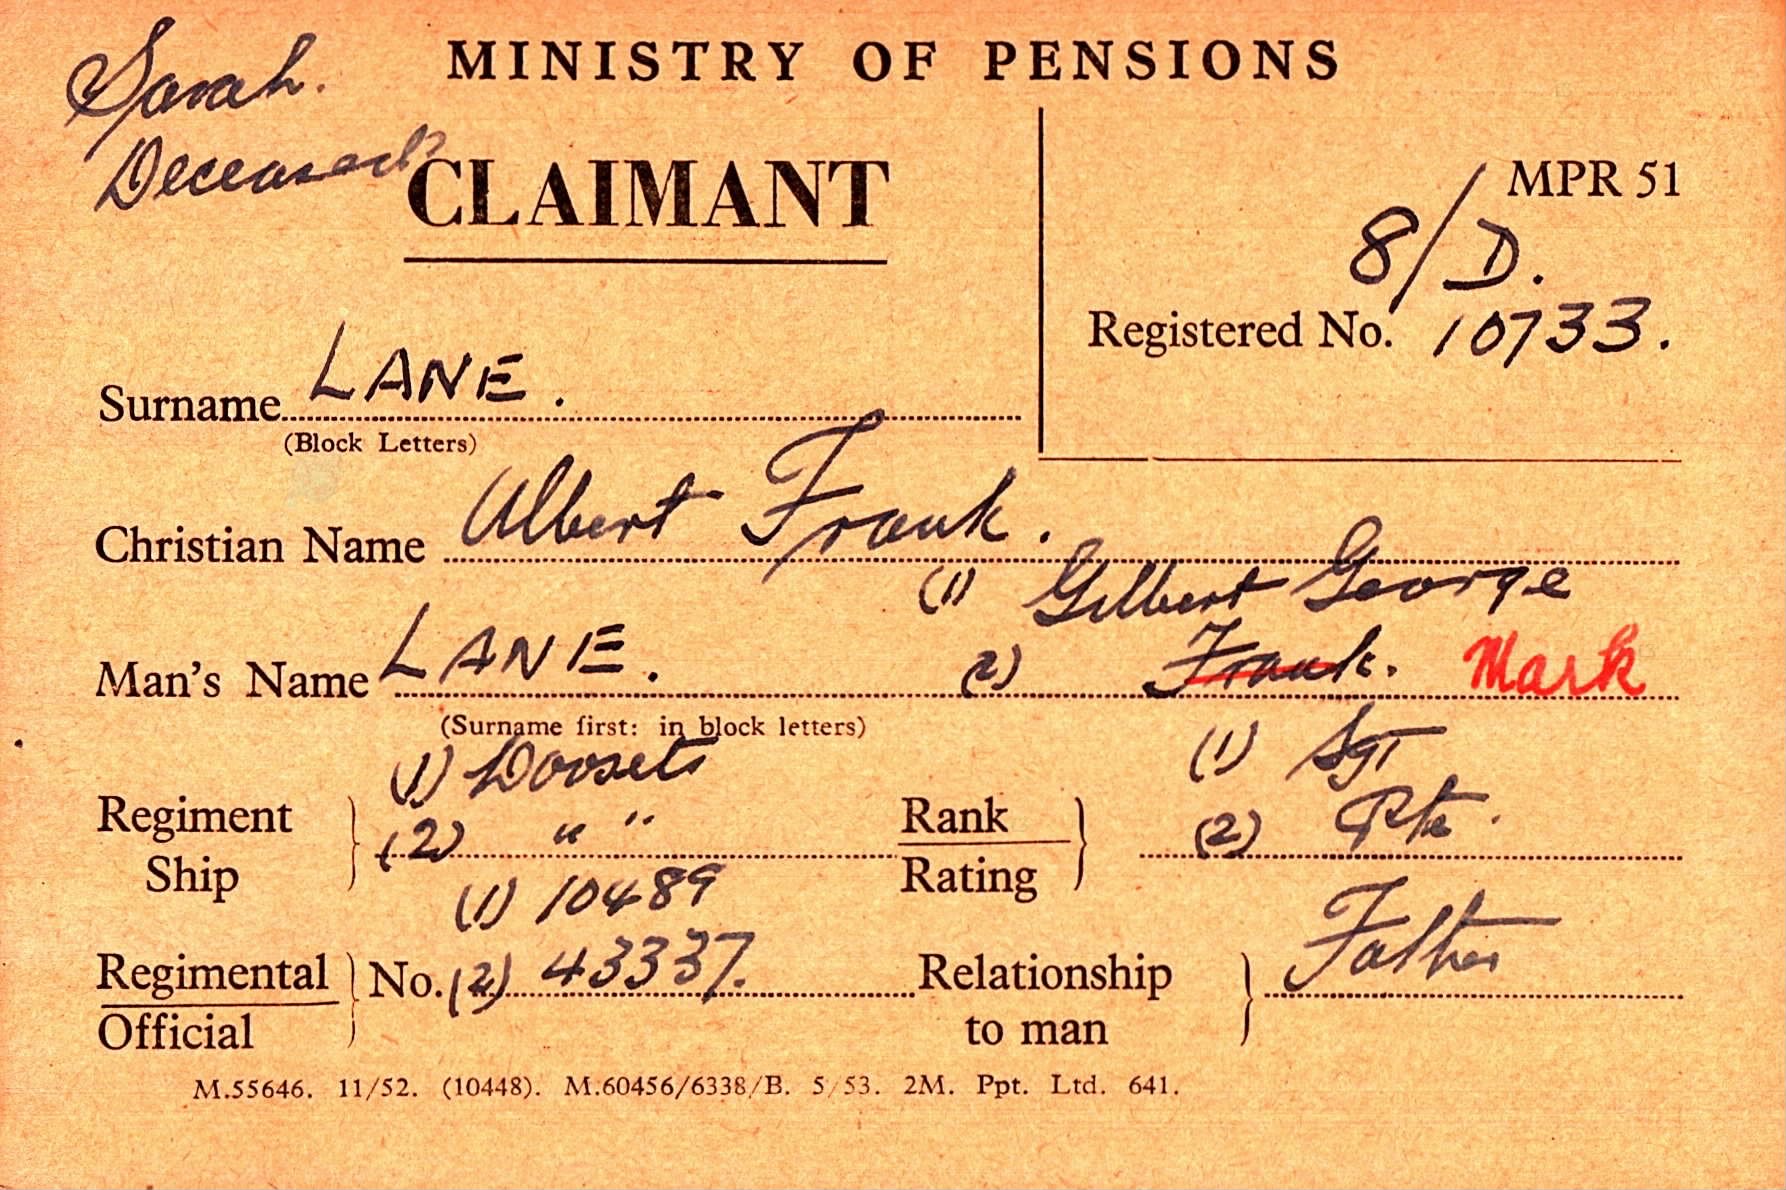 Sarah.
Deceased
MINISTRY OF PENSIONS
CLAIMANT
MPR 51
8/D.
Registered No. 10733.
Surname LANE.
(Block Letters)
Christian Name Albert Frank.
(1) Gilbert George
Man's Name LANE. (2) Frank. Mark
(Surname first: in block letters)
(1) Dorsets (1) Sgt
Regiment (2) " " Rank (2) Pte.
Ship Rating
(1) 10489
Regimental No. (2) 43337. Relationship Father
Official to man
M.55646. 11/52. (10448). M.60456/6338/B. 5/53. 2M. Ppt. Ltd. 641.